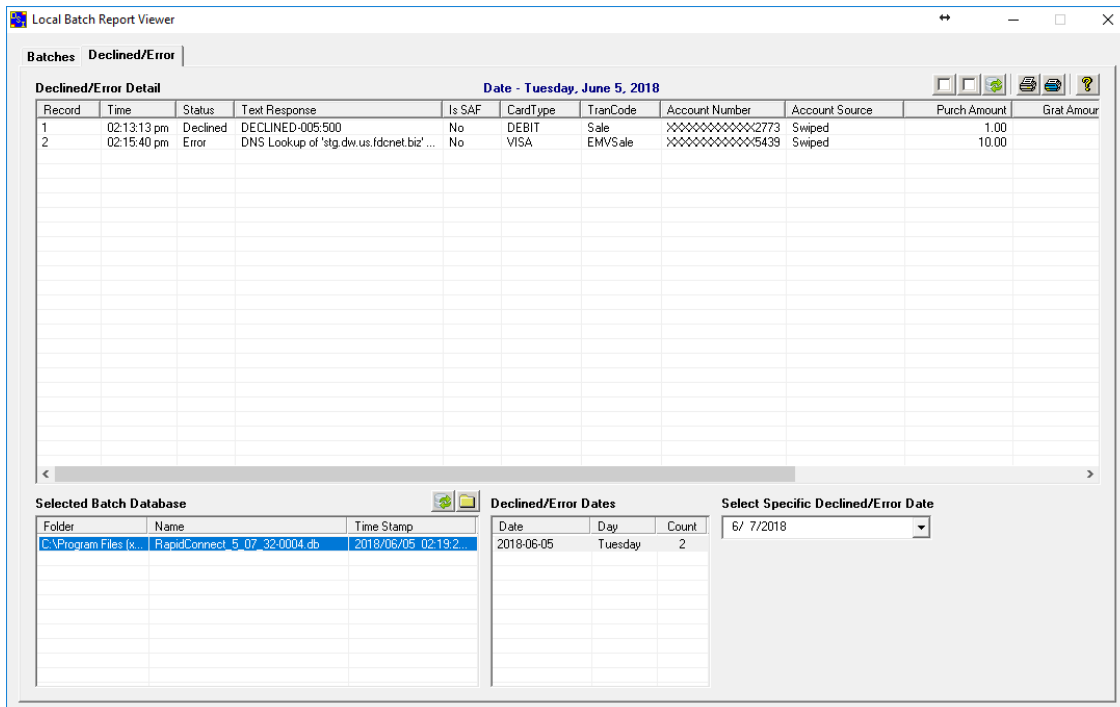 Local Batch Report Viewer
Batches Declined/Error
Declined/Error Detail Date - Tuesday, June 5, 2018
Record Time Status Text Response Is SAF CardType TranCode Account Number Account Source Purch Amount Grat Amour
1 02:13:13 pm Declined DECLINED-005:500 No DEBIT Sale XXXXXXXXXXXX2773 Swiped 1.00
2 02:15:40 pm Error DNS Lookup of 'stg.dw.us.fdcnet.biz' ... No VISA EMVSale XXXXXXXXXXXX5439 Swiped 10.00
Selected Batch Database Declined/Error Dates Select Specific Declined/Error Date
Folder Name Time Stamp Date Day Count 6/ 7/2018
C:\Program Files (x... RapidConnect_5_07_32-0004.db 2018/06/05 02:19:2... 2018-06-05 Tuesday 2